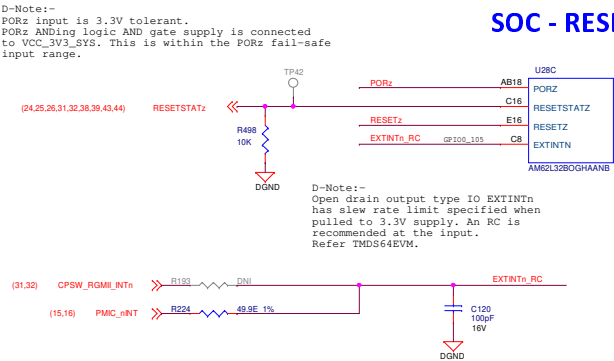 D-Note:-
PORz input is 3.3V tolerant.
PORz ANDing logic AND gate supply is connected
to VCC_3V3_SYS. This is within the PORz fail-safe
input range.
SOC - RESE
TP42
U28C
PORz
AB18
PORZ
(24,25,26,31,32,38,39,43,44)
RESETSTATz
C16
RESETSTATZ
RESETz
E16
RESETZ
R498
10K
EXTINTn_RC
GPIO0_105
C8
EXTINTN
AM62L32BOGHAANB
DGND
D-Note:-
Open drain output type IO EXTINTn
has slew rate limit specified when
pulled to 3.3V supply. An RC is
recommended at the input.
Refer TMDS64EVM.
(31,32)
CPSW_RGMII_INTn
R193
DNI
EXTINTn_RC
(15,16)
PMIC_nINT
R224
49.9E 1%
C120
100pF
16V
DGND